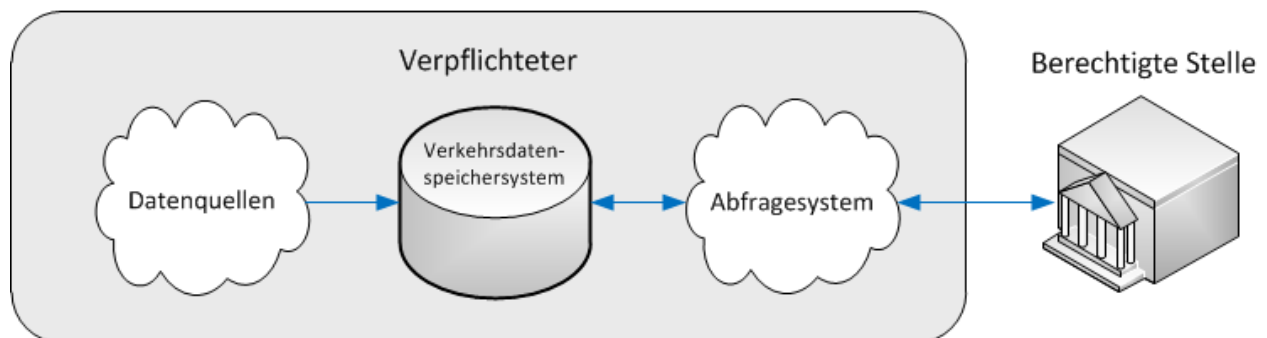 Verpflichteter
Berechtigte Stelle
Datenquellen
Verkehrsdaten-
speichersystem
Abfragesystem